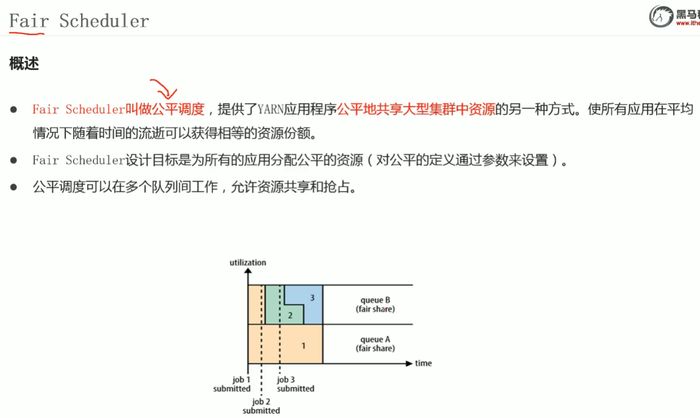 Fair Scheduler
黑马
www.ith
概述
Fair Scheduler叫做公平调度，提供了YARN应用程序公平地共享大型集群中资源的另一种方式。使所有应用在平均
情况下随着时间的流逝可以获得相等的资源份额。
Fair Scheduler设计目标是为所有的应用分配公平的资源（对公平的定义通过参数来设置）。
公平调度可以在多个队列间工作，允许资源共享和抢占。
utilization
3
2
queue B
(fair share)
1
queue A
(fair share)
time
job 1
submitted
job 3
submitted
job 2
submitted